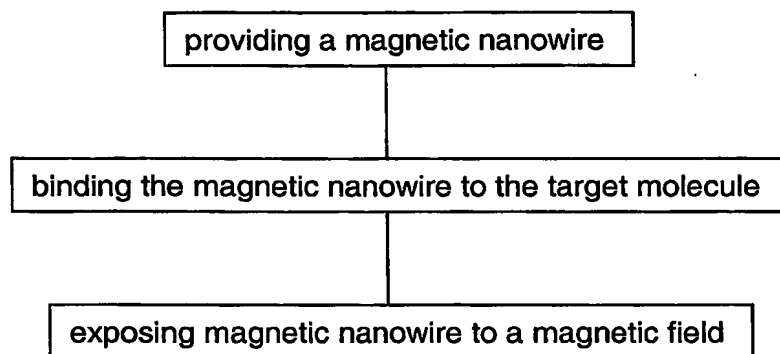 providing a magnetic nanowire
binding the magnetic nanowire to the target molecule
exposing magnetic nanowire to a magnetic field